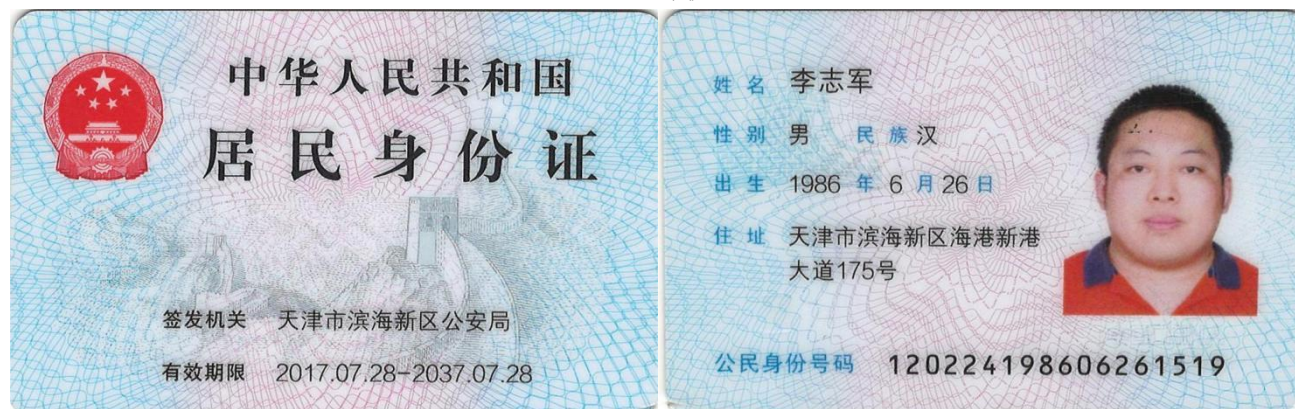 中华人民共和国
居民身份证
签发机关 天津市滨海新区公安局
有效期限 2017.07.28-2037.07.28
姓名 李志军
性别 男 民族 汉
出生 1986 年 6 月 26 日
住址 天津市滨海新区海港新港
大道175号
公民身份号码 120224198606261519